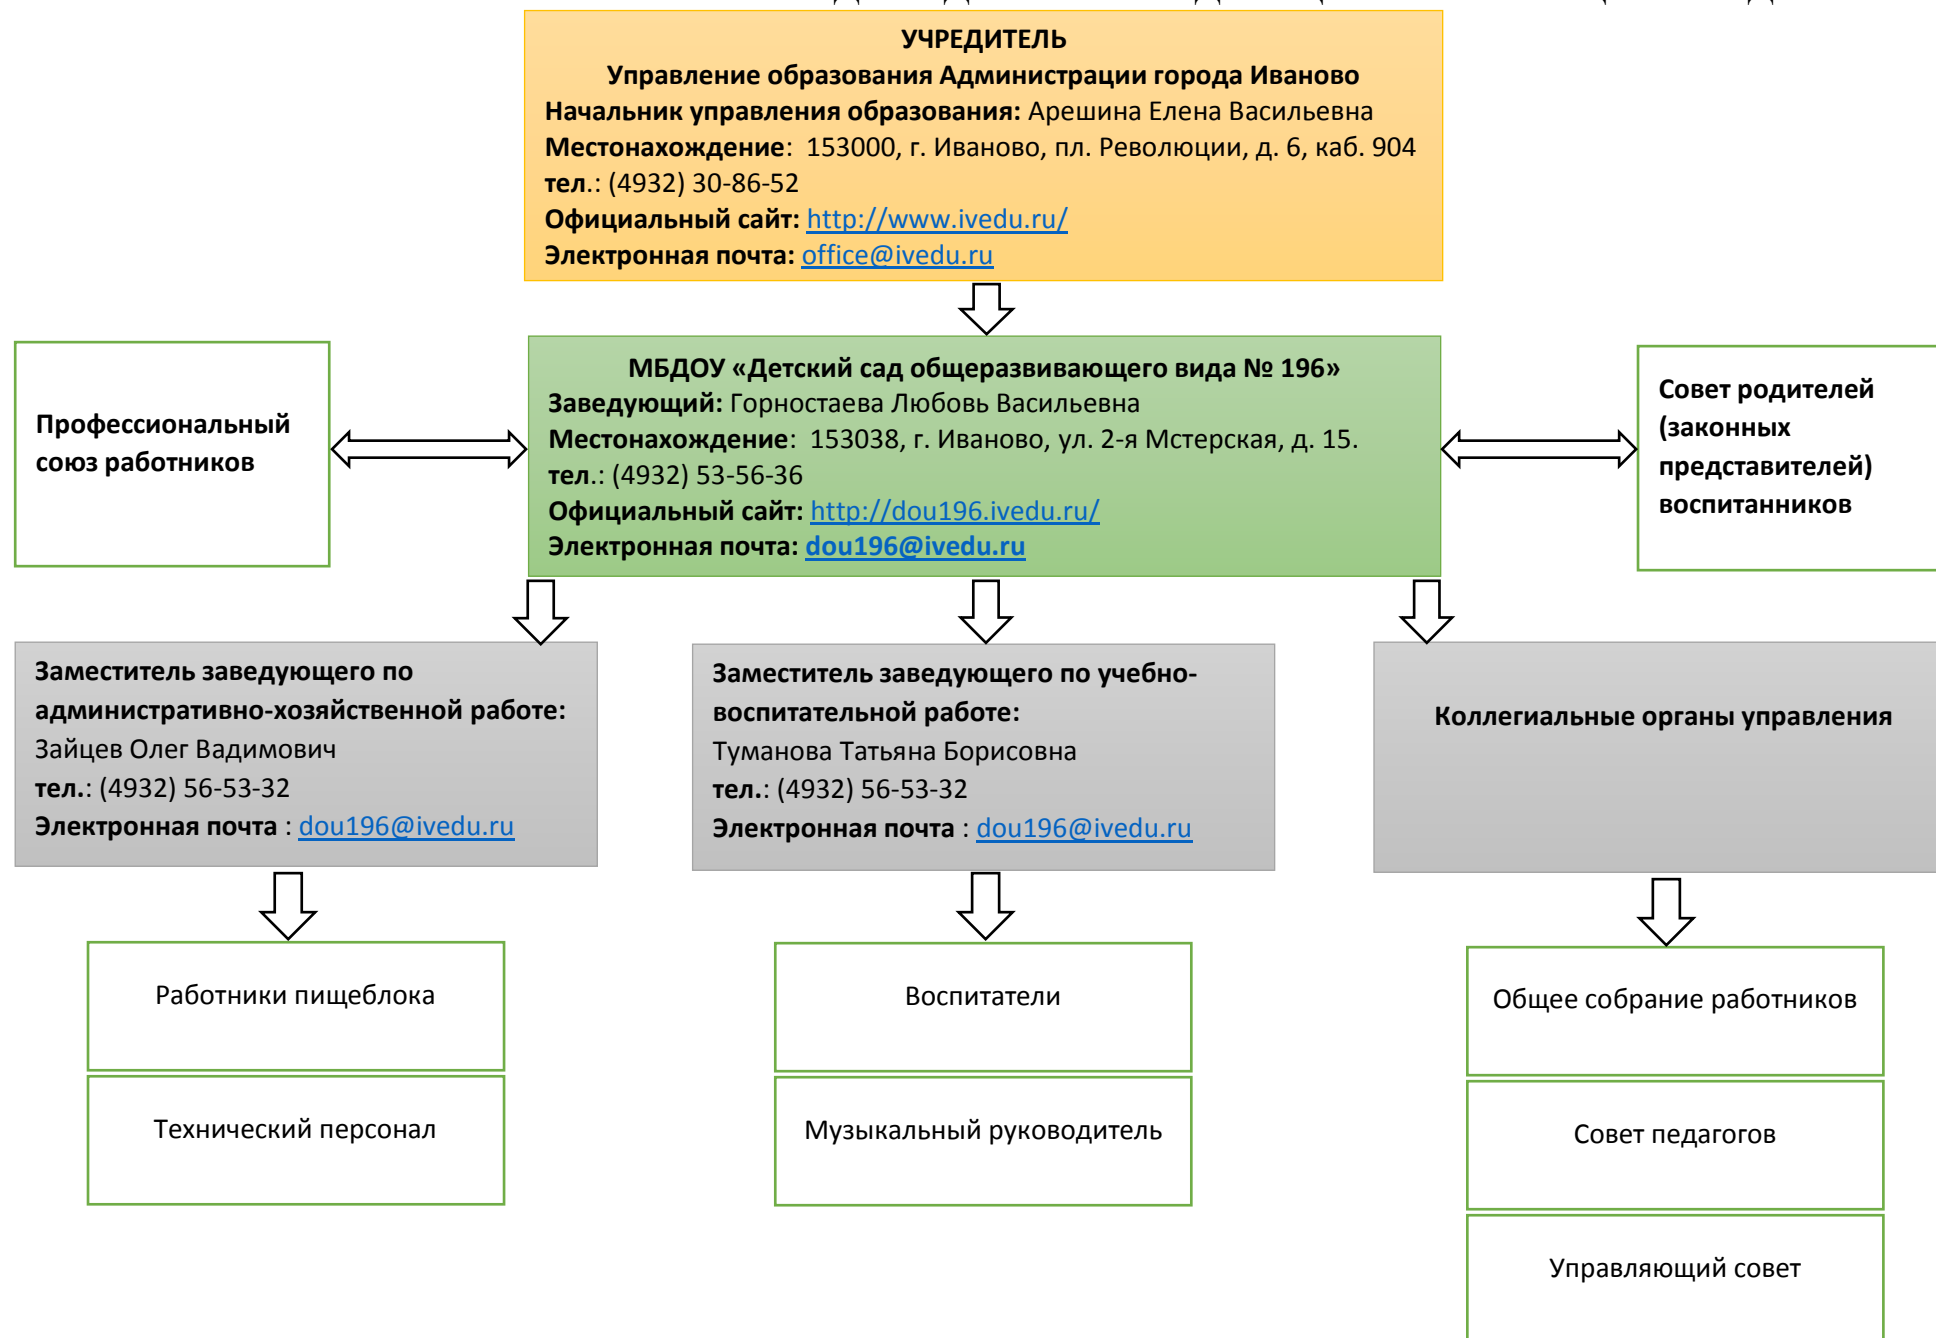 УЧРЕДИТЕЛЬ
Управление образования Администрации города Иваново
Начальник управления образования: Арешина Елена Васильевна
Местонахождение: 153000, г. Иваново, пл. Революции, д. 6, каб. 904
тел.: (4932) 30-86-52
Официальный сайт: http://www.ivedu.ru/
Электронная почта: office@ivedu.ru
Профессиональный
союз работников
МБДОУ «Детский сад общеразвивающего вида № 196»
Заведующий: Горностаева Любовь Васильевна
Местонахождение: 153038, г. Иваново, ул. 2-я Мстерская, д. 15.
тел.: (4932) 53-56-36
Официальный сайт: http://dou196.ivedu.ru/
Электронная почта: dou196@ivedu.ru
Совет родителей
(законных
представителей)
воспитанников
Заместитель заведующего по
административно-хозяйственной работе:
Зайцев Олег Вадимович
тел.: (4932) 56-53-32
Электронная почта : dou196@ivedu.ru
Заместитель заведующего по учебно-
воспитательной работе:
Туманова Татьяна Борисовна
тел.: (4932) 56-53-32
Электронная почта : dou196@ivedu.ru
Коллегиальные органы управления
Работники пищеблока
Технический персонал
Воспитатели
Музыкальный руководитель
Общее собрание работников
Совет педагогов
Управляющий совет